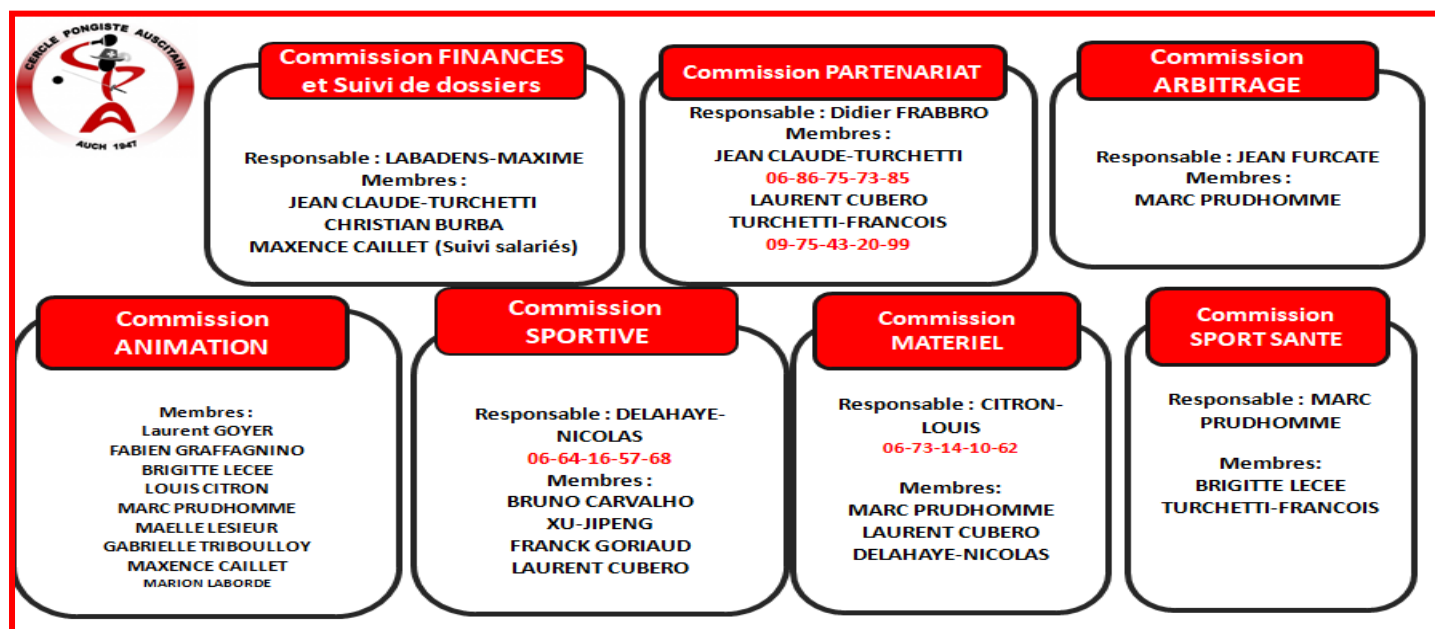 CERCLE PONGISTE AUSCITAIN
AUCH 1947
Commission FINANCES
et Suivi de dossiers
Responsable : LABADENS-MAXIME
Membres :
JEAN CLAUDE-TURCHETTI
CHRISTIAN BURBA
MAXENCE CAILLET (Suivi salariés)
Commission PARTENARIAT
Responsable : Didier FRABBRO
Membres :
JEAN CLAUDE-TURCHETTI
06-86-75-73-85
LAURENT CUBERO
TURCHETTI-FRANCOIS
09-75-43-20-99
Commission
ARBITRAGE
Responsable : JEAN FURCATE
Membres :
MARC PRUDHOMME
Commission
ANIMATION
Membres :
Laurent GOYER
FABIEN GRAFFAGNINO
BRIGITTE LECEE
LOUIS CITRON
MARC PRUDHOMME
MAELLE LESIEUR
GABRIELLE TRIBOULLOY
MAXENCE CAILLET
MARION LABORDE
Commission
SPORTIVE
Responsable : DELAHAYE-
NICOLAS
06-64-16-57-68
Membres :
BRUNO CARVALHO
XU-JIPENG
FRANCK GORIAUD
LAURENT CUBERO
Commission
MATERIEL
Responsable : CITRON-
LOUIS
06-73-14-10-62
Membres:
MARC PRUDHOMME
LAURENT CUBERO
DELAHAYE-NICOLAS
Commission
SPORT SANTE
Responsable : MARC
PRUDHOMME
Membres:
BRIGITTE LECEE
TURCHETTI-FRANCOIS